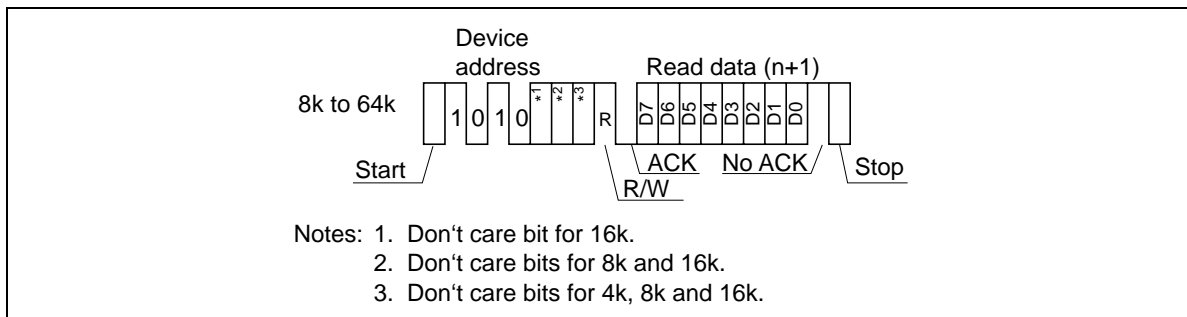 Device
address
Read data (n+1)
8k to 64k
1 0 1 0 *1 *2 *3 R D7 D6 D5 D4 D3 D2 D1 D0
Start
ACK
No ACK
Stop
R/W
Notes: 1. Don‘t care bit for 16k.
2. Don‘t care bits for 8k and 16k.
3. Don‘t care bits for 4k, 8k and 16k.